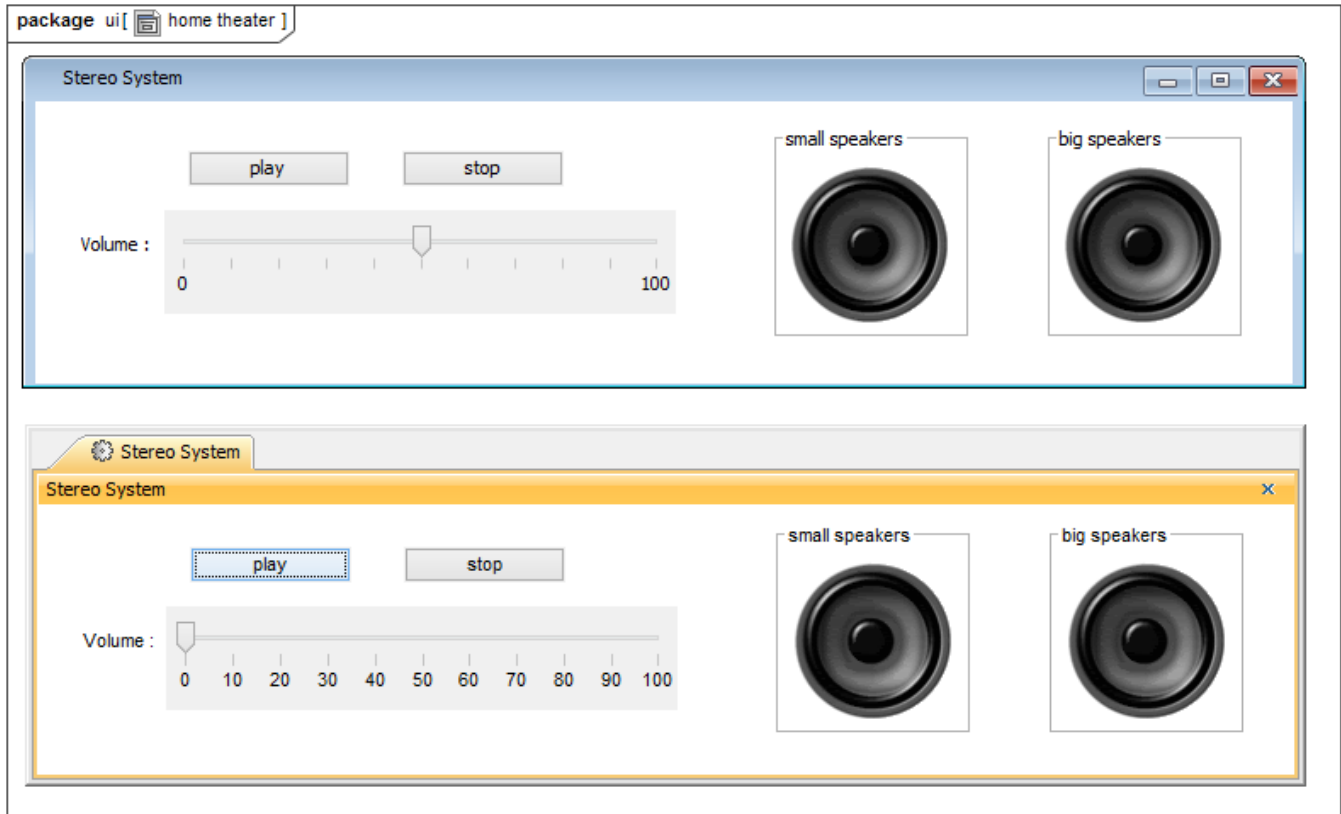 package ui[ home theater ]
Stereo System
small speakers big speakers
play stop
Volume :
0 100
Stereo System
Stereo System
small speakers big speakers
play stop
Volume :
0 10 20 30 40 50 60 70 80 90 100